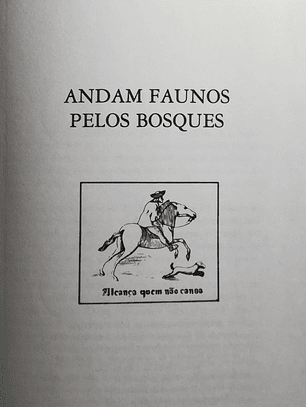 ANDAM FAUNOS
PELOS BOSQUES
Alcança quem não cansa